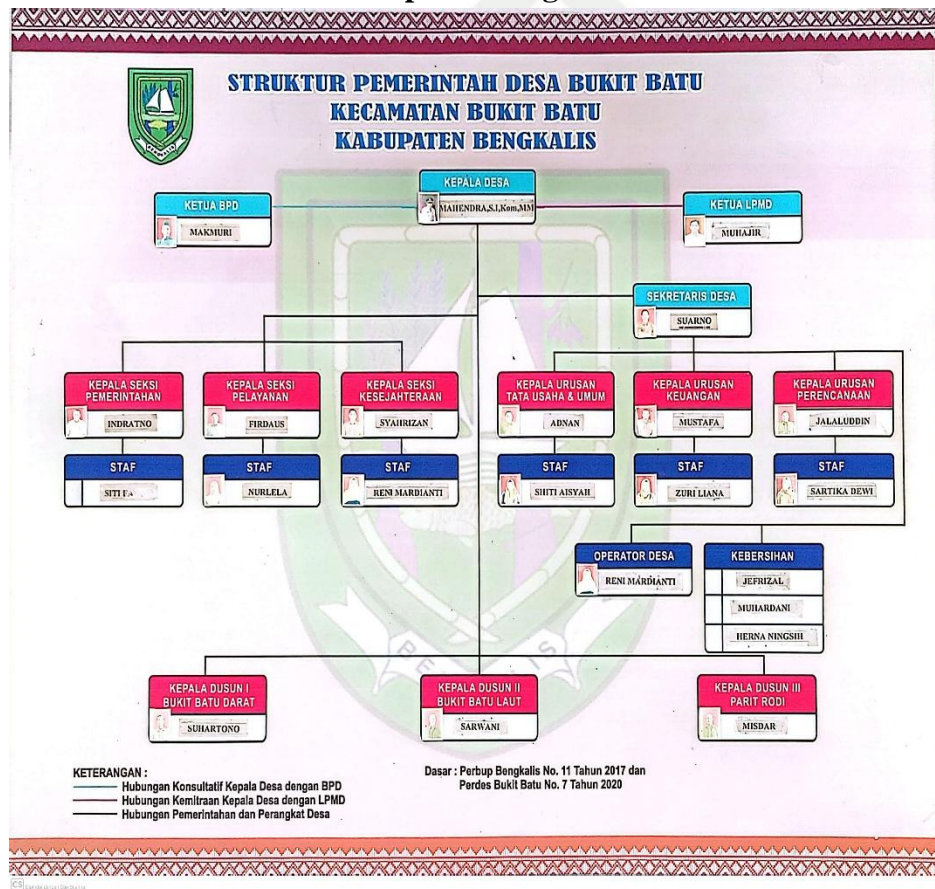 STRUKTUR PEMERINTAH DESA BUKIT BATU
KECAMATAN BUKIT BATU
KABUPATEN BENGKALIS
BENGKALIS
KEPALA DESA
MAHENDRA,S.I,Kom,MM
KETUA BPD
MAKMURI
KETUA LPMD
MUHAJIR
SEKRETARIS DESA
SUARNO
KEPALA SEKSI
PEMERINTAHAN
INDRATNO
KEPALA SEKSI
PELAYANAN
FIRDAUS
KEPALA SEKSI
KESEJAHTERAAN
SYAHRIZAN
KEPALA URUSAN
TATA USAHA & UMUM
ADNAN
KEPALA URUSAN
KEUANGAN
MUSTAFA
KEPALA URUSAN
PERENCANAAN
JALALUDDIN
STAF
SITI
STAF
NURLELA
STAF
RENI MARDIANTI
STAF
SHITI AISYAH
STAF
ZURI LIANA
STAF
SARTIKA DEWI
OPERATOR DESA
RENI MARDIANTI
KEBERSIHAN
JEFRIZAL
MUHARDANI
HERNA NINGSIH
BENGKALIS
KEPALA DUSUN I
BUKIT BATU DARAT
SUHARTONO
KEPALA DUSUN II
BUKIT BATU LAUT
SARWANI
KEPALA DUSUN III
PARIT RODI
MISDAR
KETERANGAN :
Hubungan Konsultatif Kepala Desa dengan BPD
Hubungan Kemitraan Kepala Desa dengan LPMD
Hubungan Pemerintahan dan Perangkat Desa
Dasar : Perbup Bengkalis No. 11 Tahun 2017 dan
Perdes Bukit Batu No. 7 Tahun 2020
CS